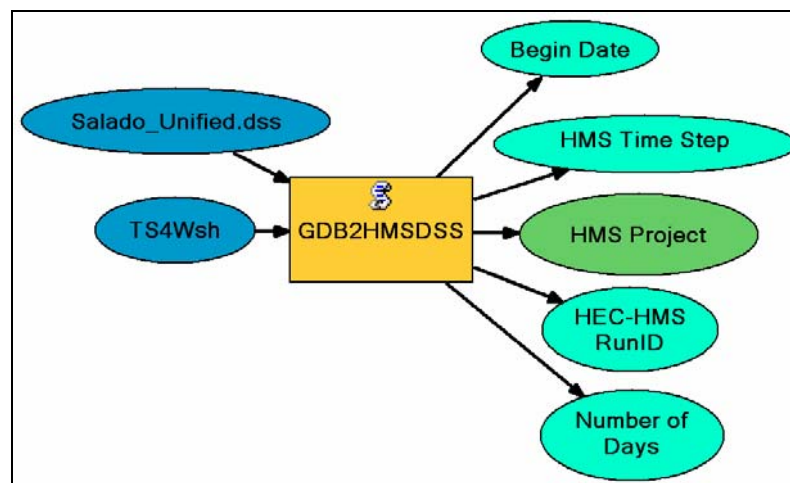 Begin Date
Salado_Unified.dss
HMS Time Step
TS4Wsh
GDB2HMSDSS
HMS Project
HEC-HMS
RunID
Number of
Days